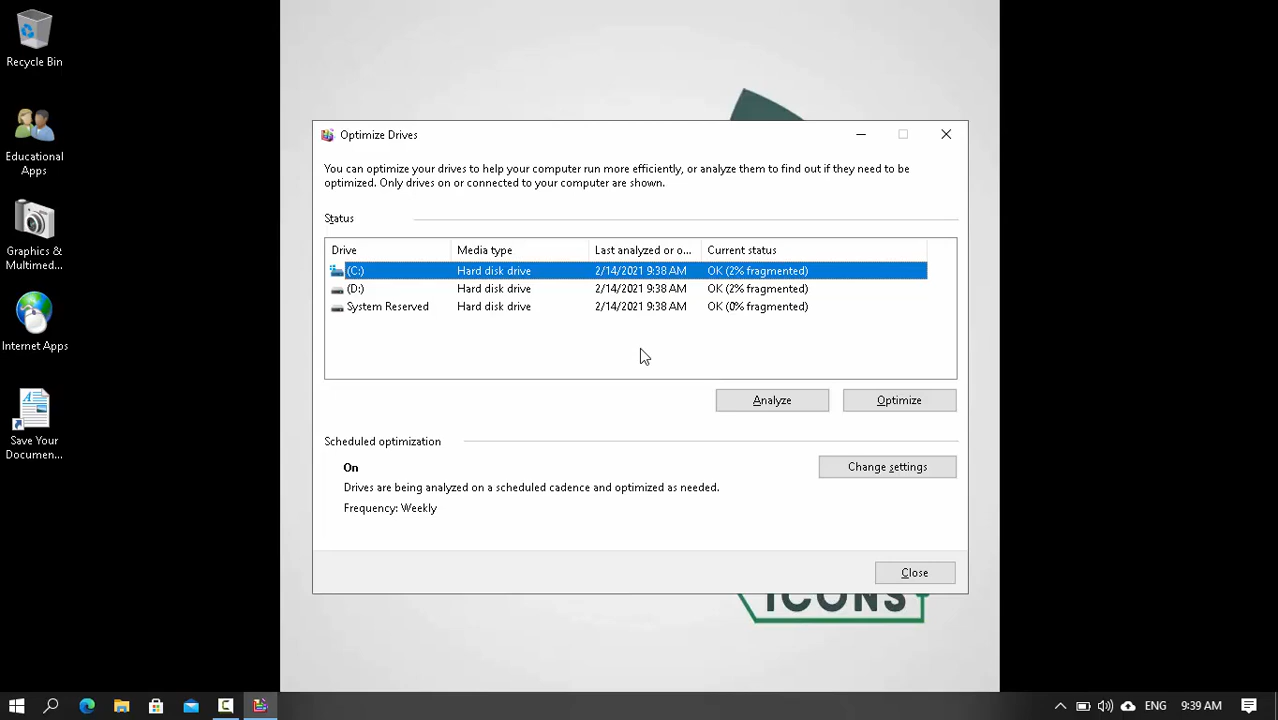 Recycle Bin
Educational
Apps
Graphics &
Multimed...
Internet Apps
Save Your
Documen...
Optimize Drives
You can optimize your drives to help your computer run more efficiently, or analyze them to find out if they need to be
optimized. Only drives on or connected to your computer are shown.
Status
Drive Media type Last analyzed or o... Current status
(C:) Hard disk drive 2/14/2021 9:38 AM OK (2% fragmented)
(D:) Hard disk drive 2/14/2021 9:38 AM OK (2% fragmented)
System Reserved Hard disk drive 2/14/2021 9:38 AM OK (0% fragmented)
Analyze Optimize
Scheduled optimization
On
Change settings
Drives are being analyzed on a scheduled cadence and optimized as needed.
Frequency: Weekly
Close
ICONS
ENG 9:39 AM